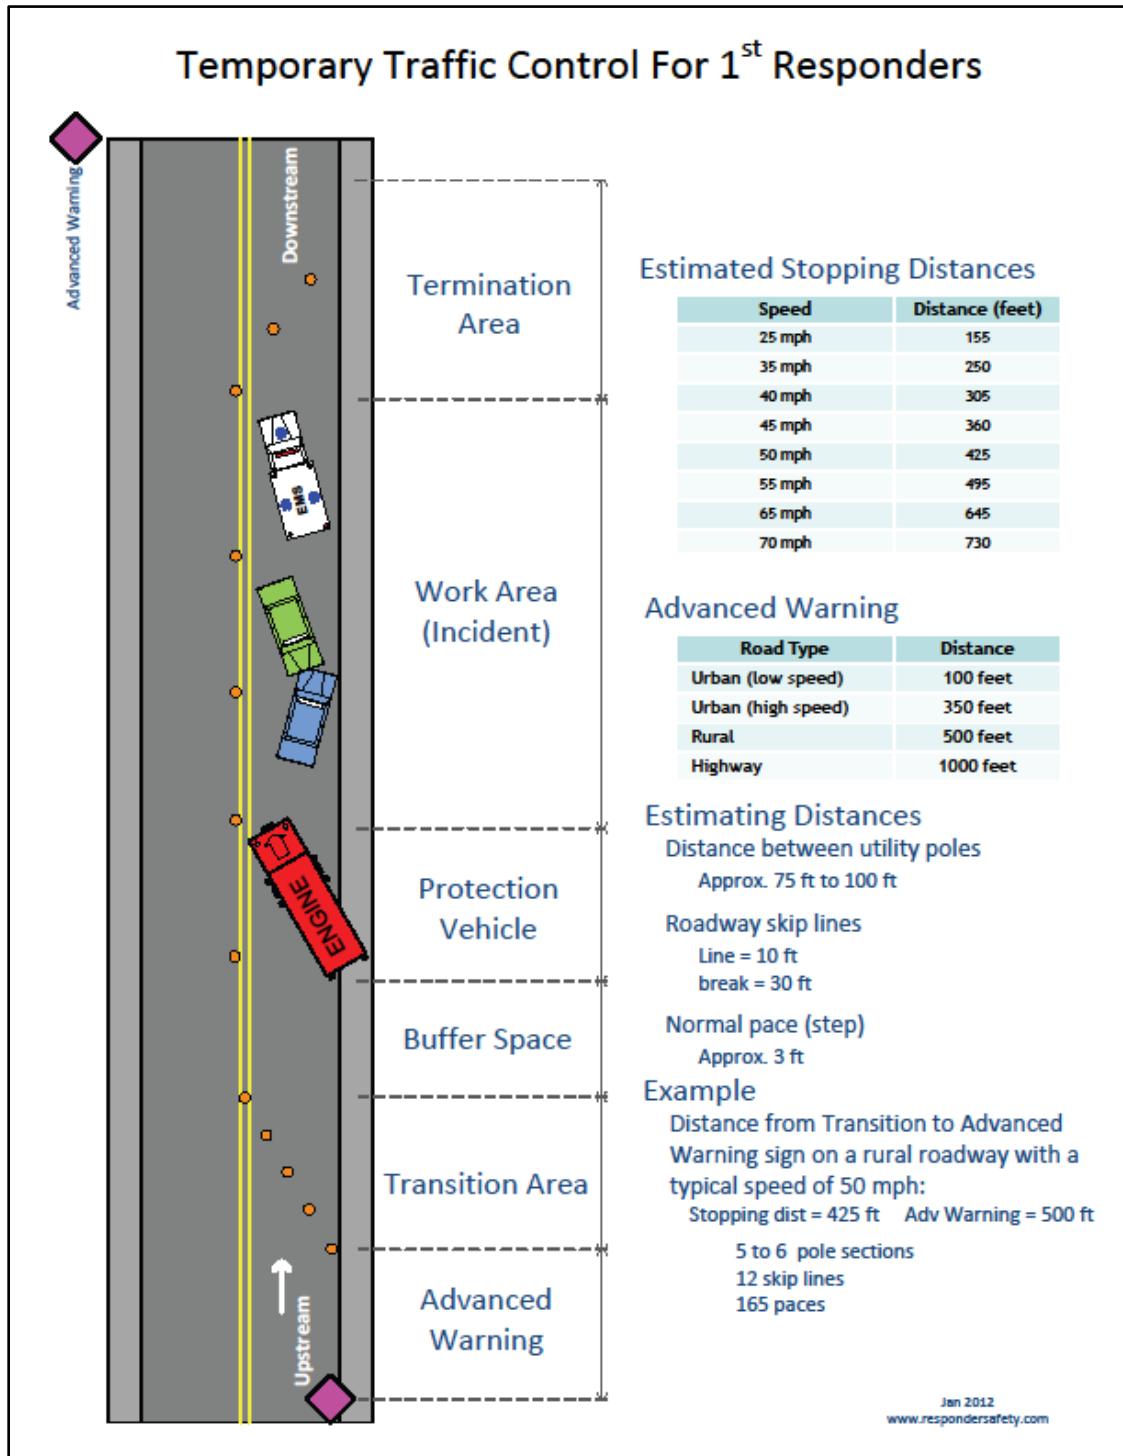 Temporary Traffic Control For 1st Responders
Advanced Warning
Downstream
Termination
Area
EMS
Work Area
(Incident)
ENGINE
Protection
Vehicle
Buffer Space
Transition Area
Upstream
Advanced
Warning
Estimated Stopping Distances
Speed Distance (feet)
25 mph 155
35 mph 250
40 mph 305
45 mph 360
50 mph 425
55 mph 495
65 mph 645
70 mph 730
Advanced Warning
Road Type Distance
Urban (low speed) 100 feet
Urban (high speed) 350 feet
Rural 500 feet
Highway 1000 feet
Estimating Distances
Distance between utility poles
Approx. 75 ft to 100 ft
Roadway skip lines
Line = 10 ft
break = 30 ft
Normal pace (step)
Approx. 3 ft
Example
Distance from Transition to Advanced
Warning sign on a rural roadway with a
typical speed of 50 mph:
Stopping dist = 425 ft Adv Warning = 500 ft
5 to 6 pole sections
12 skip lines
165 paces
Jan 2012
www.respondersafety.com